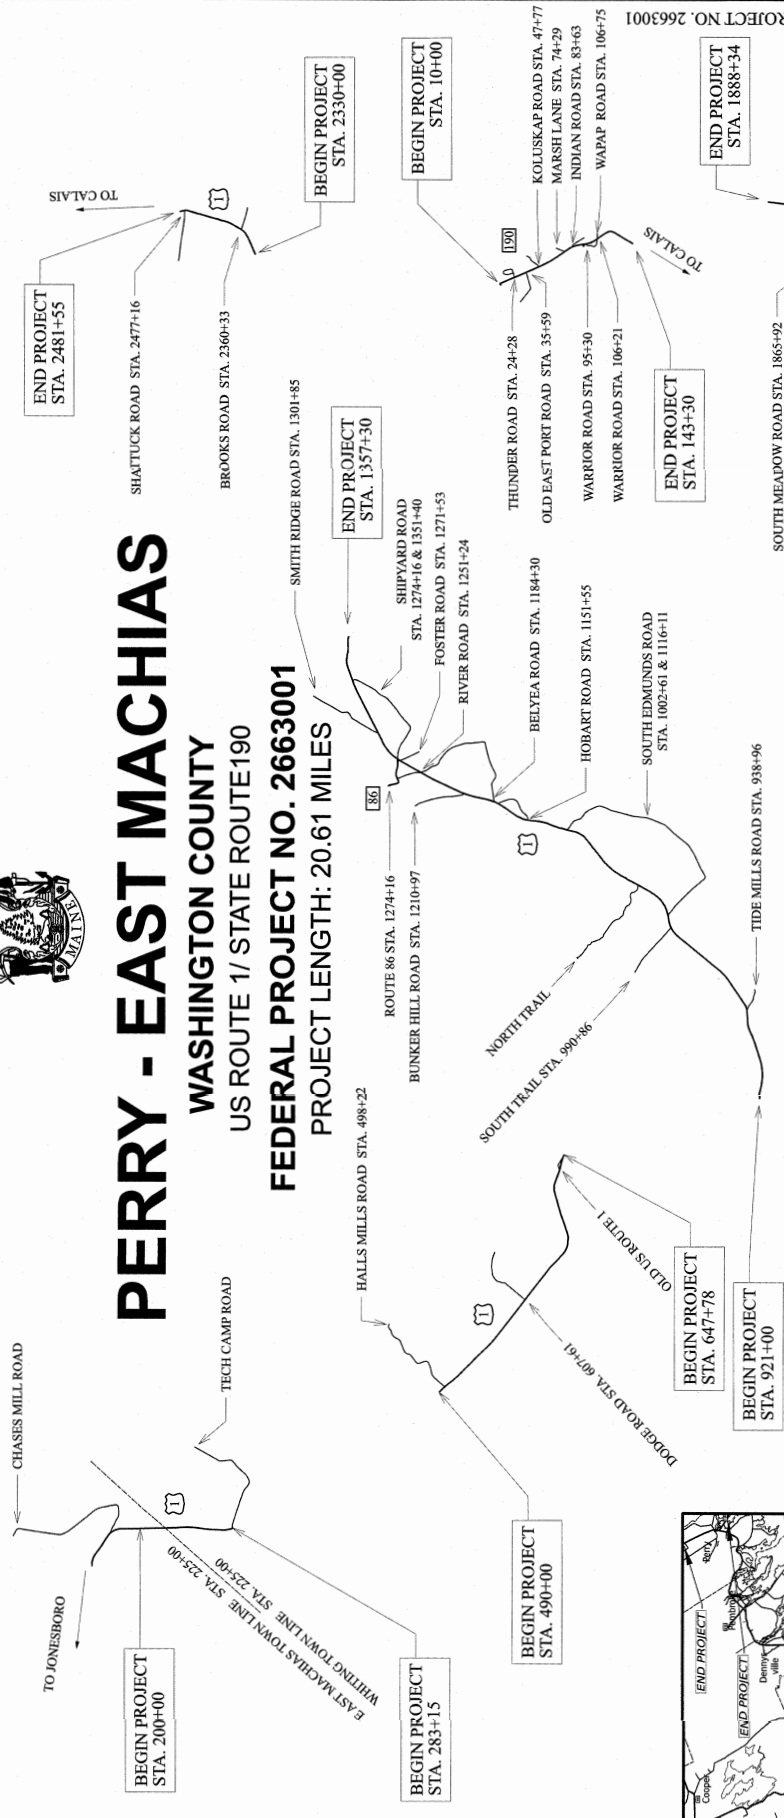 MAINE
PERRY - EAST MACHIAS
WASHINGTON COUNTY
US ROUTE 1/ STATE ROUTE190
FEDERAL PROJECT NO. 2663001
PROJECT LENGTH: 20.61 MILES
CHASES MILL ROAD
TO JONESBORO
BEGIN PROJECT
STA. 200+00
1
EAST MACHIAS TOWN LINE STA. 225+00
WHITING TOWN LINE STA. 225+00
TECH CAMP ROAD
BEGIN PROJECT
STA. 283+15
HALLS MILLS ROAD STA. 498+22
BEGIN PROJECT
STA. 490+00
1
DODGE ROAD STA. 607+61
OLD US ROUTE 1
BEGIN PROJECT
STA. 647+78
BEGIN PROJECT
STA. 921+00
TIDE MILLS ROAD STA. 938+96
SOUTH TRAIL STA. 990+86
NORTH TRAIL
SOUTH EDMUNDS ROAD
STA. 1002+61 & 1116+11
1
HOBART ROAD STA. 1151+55
BELYEA ROAD STA. 1184+30
BUNKER HILL ROAD STA. 1210+97
ROUTE 86 STA. 1274+16
86
RIVER ROAD STA. 1251+24
FOSTER ROAD STA. 1271+53
SHIPYARD ROAD
STA. 1274+16 & 1351+40
SMITH RIDGE ROAD STA. 1301+85
END PROJECT
STA. 1357+30
END PROJECT
STA. 2481+55
SHATTUCK ROAD STA. 2477+16
BROOKS ROAD STA. 2360+33
TO CALAIS
1
BEGIN PROJECT
STA. 2330+00
BEGIN PROJECT
STA. 10+00
190
THUNDER ROAD STA. 24+28
OLD EAST PORT ROAD STA. 35+59
KOLUSKAP ROAD STA. 47+77
MARSH LANE STA. 74+29
INDIAN ROAD STA. 83+63
WAPAP ROAD STA. 106+75
WARRIOR ROAD STA. 95+30
WARRIOR ROAD STA. 106+21
END PROJECT
STA. 143+30
TO CALAIS
END PROJECT
STA. 1888+34
SOUTH MEADOW ROAD STA. 1865+92
ROJECT NO. 2663001
END PROJECT
END PROJECT
Perry
Dennys
ville
Cooper